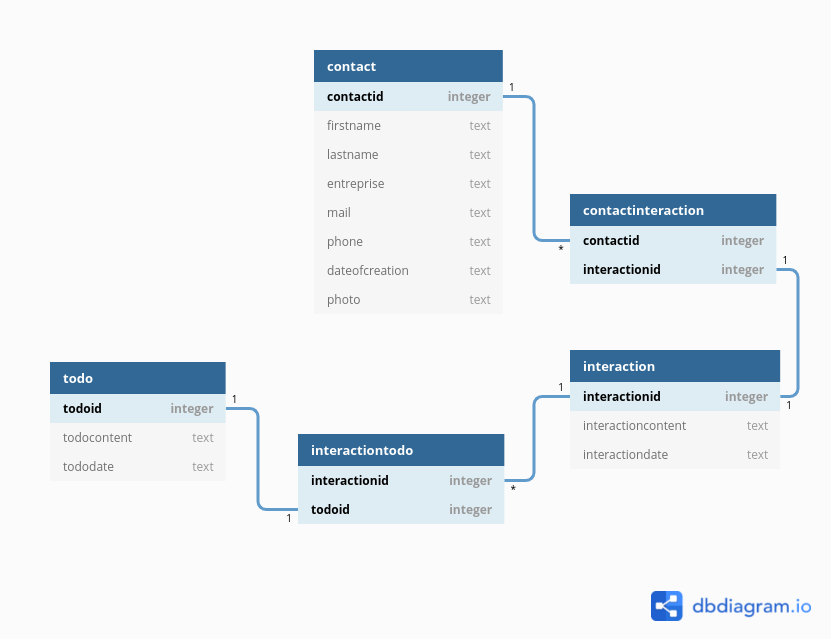 contact
contactid integer
firstname text
lastname text
entreprise text
mail text
phone text
dateofcreation text
photo text
1
*
contactinteraction
contactid integer
interactionid integer
1
1
interaction
interactionid integer
interactioncontent text
interactiondate text
1
*
todo
todoid integer
todocontent text
tododate text
1
1
interactiontodo
interactionid integer
todoid integer
dbdiagram.io